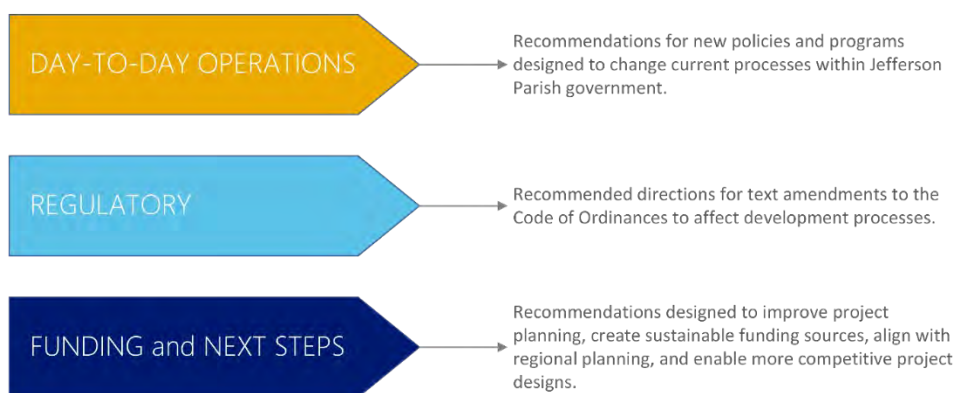 DAY-TO-DAY OPERATIONS
Recommendations for new policies and programs
designed to change current processes within Jefferson
Parish government.
REGULATORY
Recommended directions for text amendments to the
Code of Ordinances to affect development processes.
FUNDING and NEXT STEPS
Recommendations designed to improve project
planning, create sustainable funding sources, align with
regional planning, and enable more competitive project
designs.